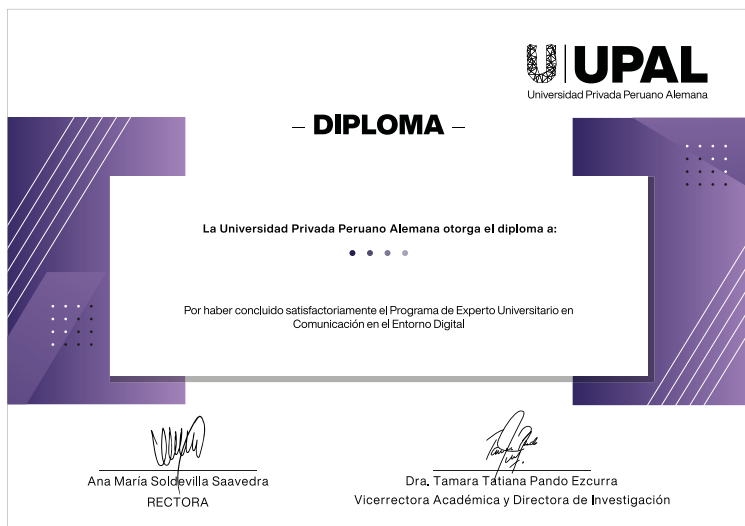 UPAL
Universidad Privada Peruano Alemana
– DIPLOMA –
La Universidad Privada Peruano Alemana otorga el diploma a:
Por haber concluido satisfactoriamente el Programa de Experto Universitario en
Comunicación en el Entorno Digital
Ana María Soldevilla Saavedra
RECTORA
Dra. Tamara Tatiana Pando Ezcurra
Vicerrectora Académica y Directora de Investigación